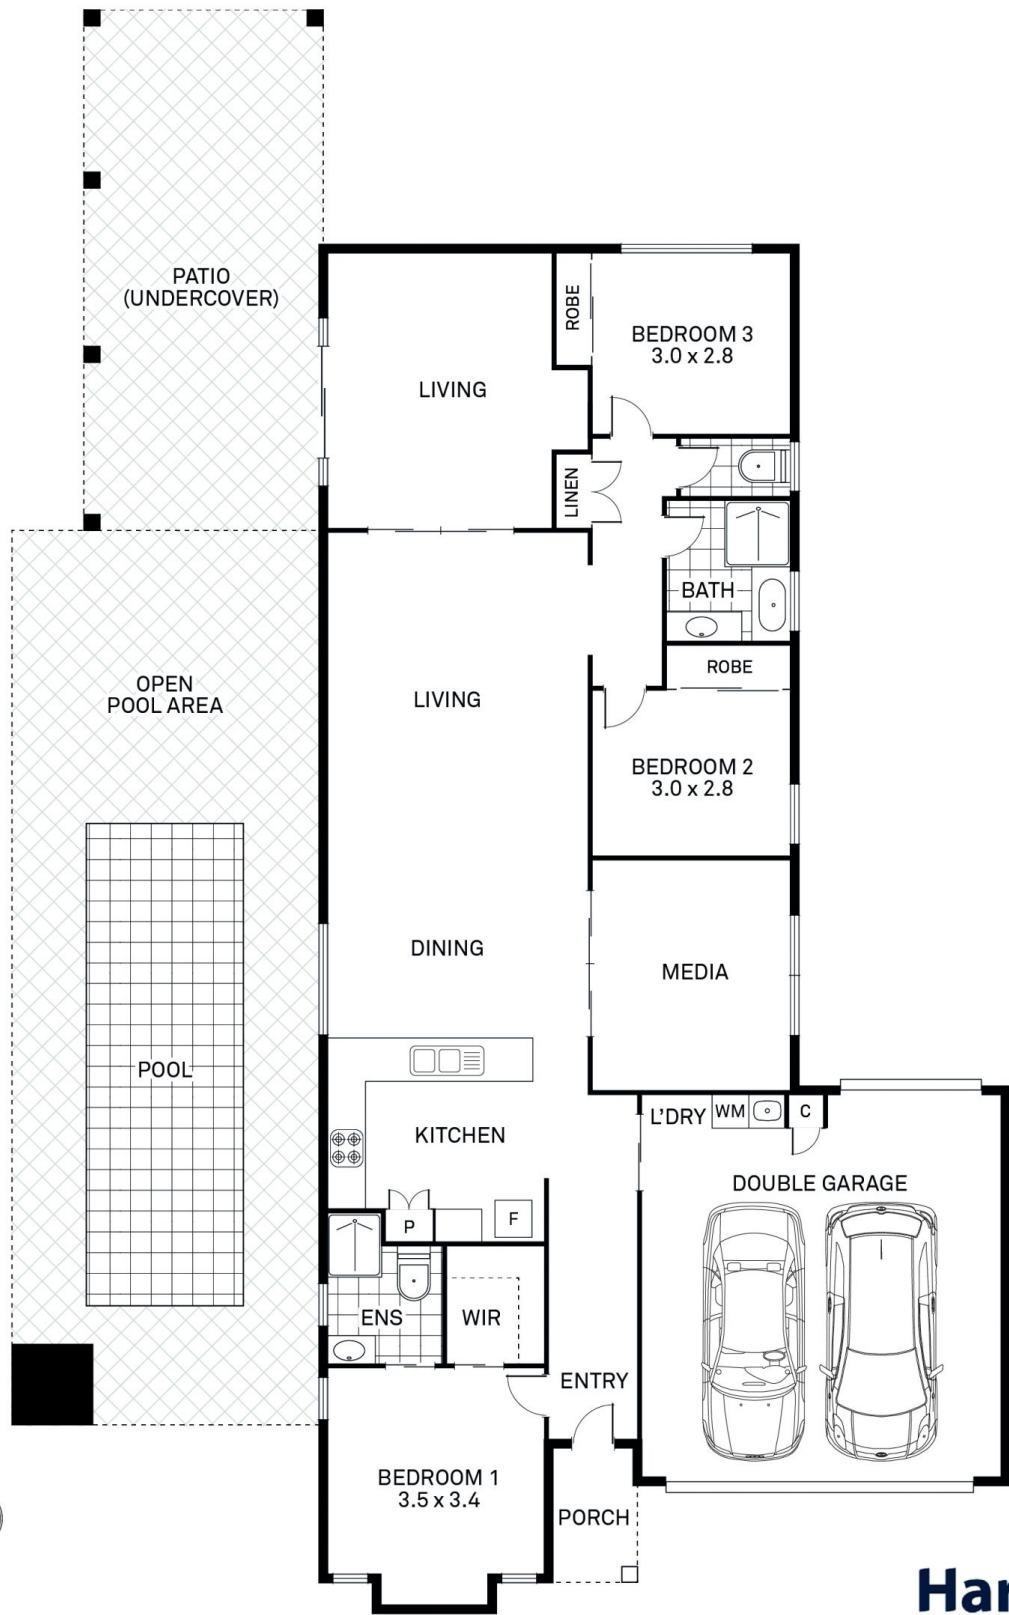 PATIO
(UNDERCOVER)
ROBE
BEDROOM 3
3.0 x 2.8
LIVING
LINEN
BATH
ROBE
OPEN
POOL AREA
LIVING
BEDROOM 2
3.0 x 2.8
DINING
MEDIA
POOL
L'DRY
WM
C
KITCHEN
DOUBLE GARAGE
P
F
ENS
WIR
ENTRY
BEDROOM 1
3.5 x 3.4
PORCH
Har